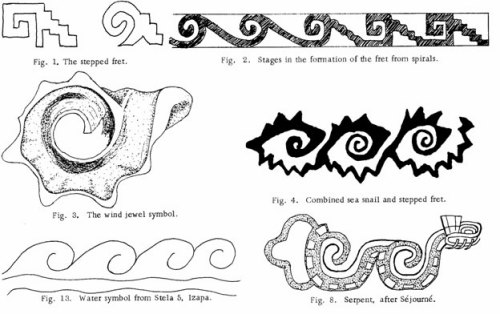 Fig. 1. The stepped fret.
Fig. 2. Stages in the formation of the fret from spirals.
Fig. 3. The wind jewel symbol.
Fig. 4. Combined sea snail and stepped fret.
Fig. 13. Water symbol from Stela 5, Izapa.
Fig. 8. Serpent, after Séjourné.